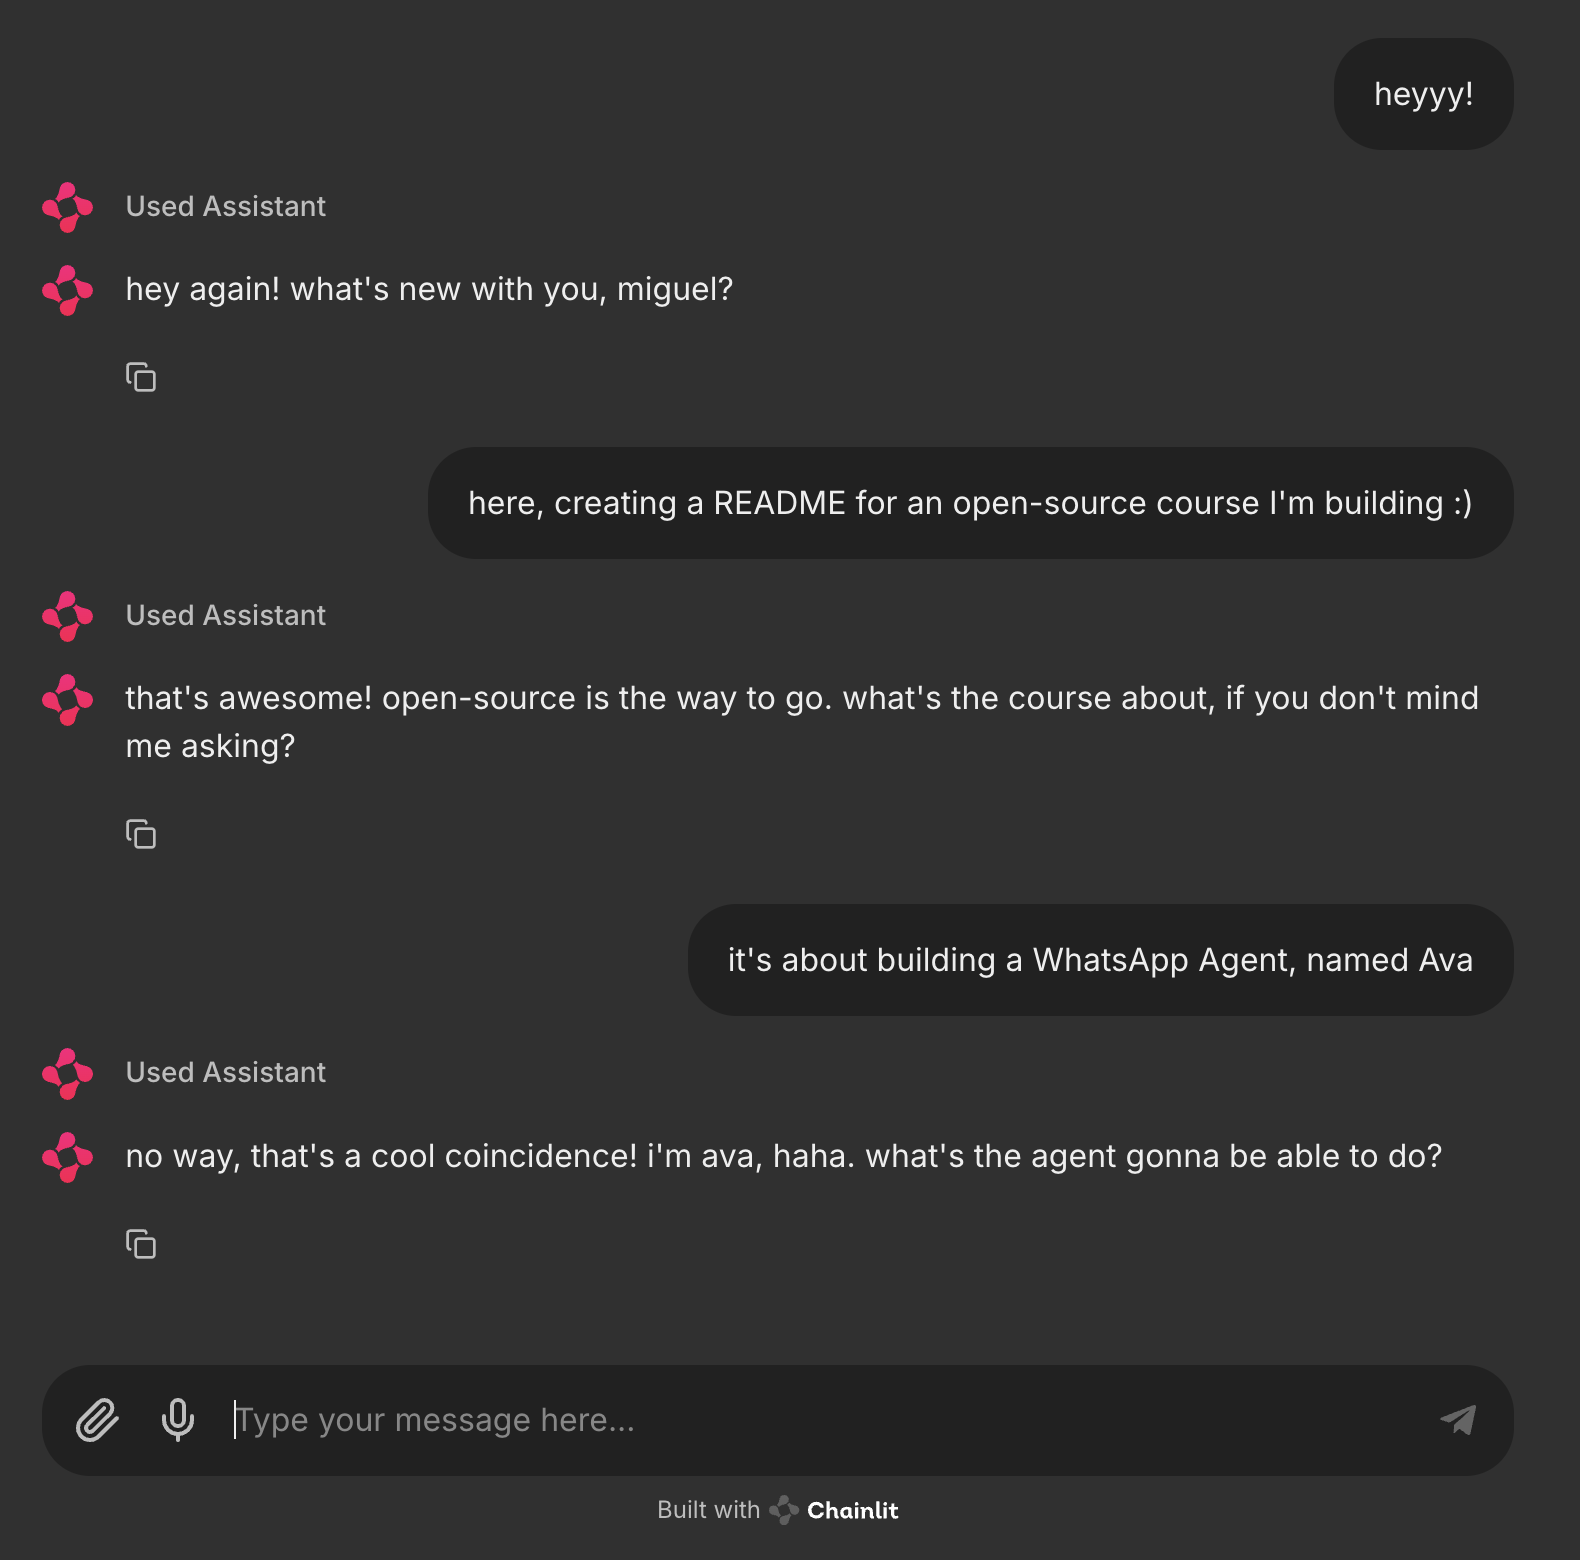 heyyy!
Used Assistant
hey again! what's new with you, miguel?
here, creating a README for an open-source course I'm building :)
Used Assistant
that's awesome! open-source is the way to go. what's the course about, if you don't mind
me asking?
it's about building a WhatsApp Agent, named Ava
Used Assistant
no way, that's a cool coincidence! i'm ava, haha. what's the agent gonna be able to do?
Type your message here...
Built with Chainlit